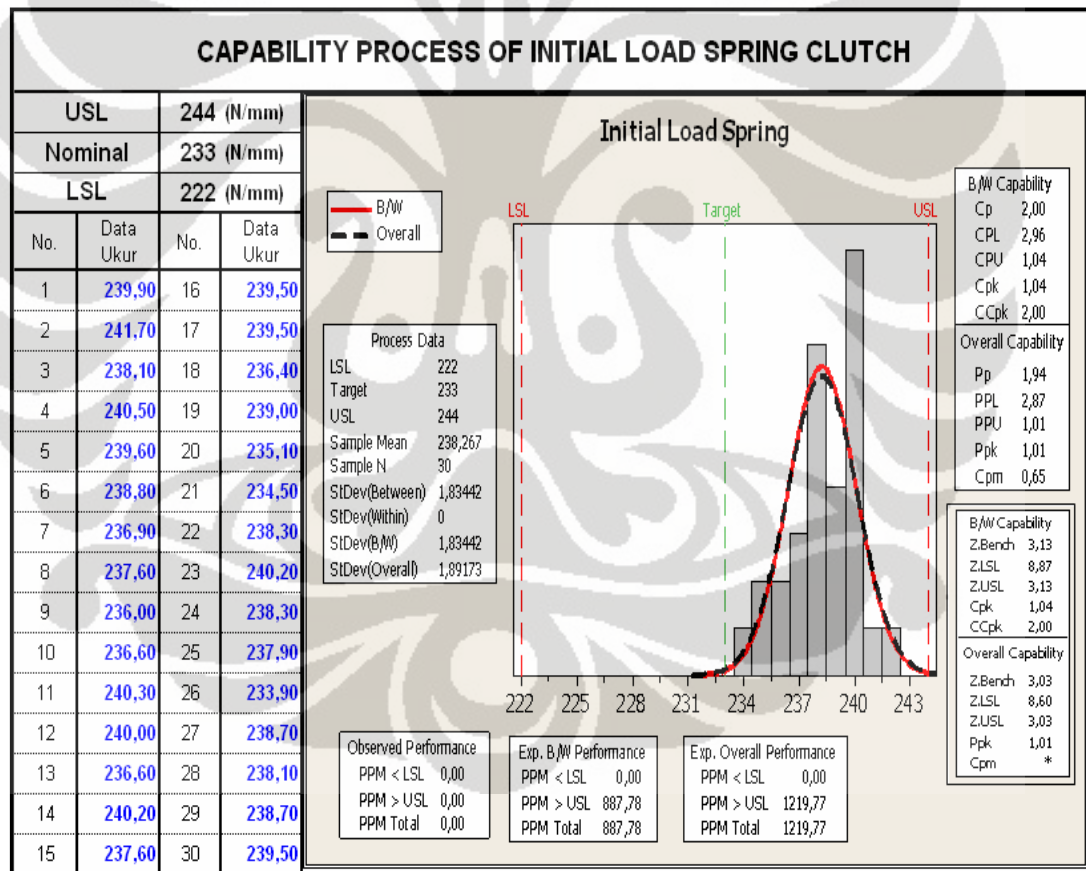 CAPABILITY PROCESS OF INITIAL LOAD SPRING CLUTCH
USL 244 (N/mm)
Nominal 233 (N/mm)
LSL 222 (N/mm)
No. Data Ukur No. Data Ukur
1 239,90 16 239,50
2 241,70 17 239,50
3 238,10 18 236,40
4 240,50 19 239,00
5 239,60 20 235,10
6 238,80 21 234,50
7 236,90 22 238,30
8 237,60 23 240,20
9 236,00 24 238,30
10 236,60 25 237,90
11 240,30 26 233,90
12 240,00 27 238,70
13 236,60 28 238,10
14 240,20 29 238,70
15 237,60 30 239,50
Initial Load Spring
B/W
Overall
LSL Target USL
Process Data
LSL 222
Target 233
USL 244
Sample Mean 238,267
Sample N 30
StDev(Between) 1,83442
StDev(Within) 0
StDev(B/W) 1,83442
StDev(Overall) 1,89173
222 225 228 231 234 237 240 243
B/W Capability
Cp 2,00
CPL 2,96
CPU 1,04
Cpk 1,04
CCpk 2,00
Overall Capability
Pp 1,94
PPL 2,87
PPU 1,01
Ppk 1,01
Cpm 0,65
B/W Capability
Z.Bench 3,13
Z.LSL 8,87
Z.USL 3,13
Cpk 1,04
CCpk 2,00
Overall Capability
Z.Bench 3,03
Z.LSL 8,60
Z.USL 3,03
Ppk 1,01
Cpm *
Observed Performance
PPM < LSL 0,00
PPM > USL 0,00
PPM Total 0,00
Exp. B/W Performance
PPM < LSL 0,00
PPM > USL 887,78
PPM Total 887,78
Exp. Overall Performance
PPM < LSL 0,00
PPM > USL 1219,77
PPM Total 1219,77